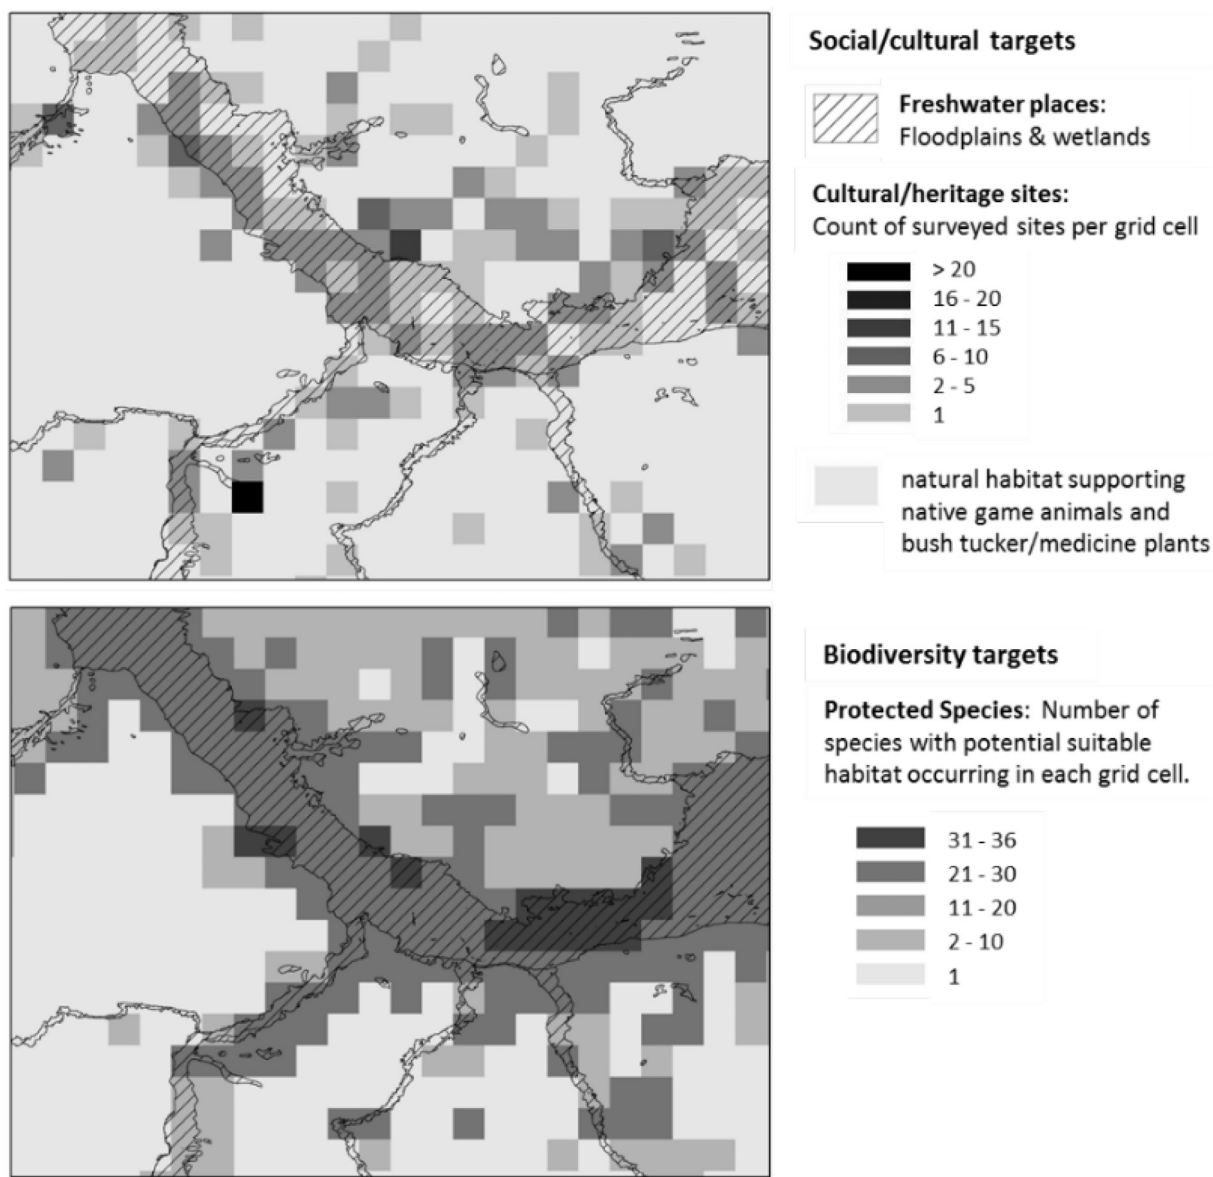 Social/cultural targets
Freshwater places:
Floodplains & wetlands
Cultural/heritage sites:
Count of surveyed sites per grid cell
> 20
16 - 20
11 - 15
6 - 10
2 - 5
1
natural habitat supporting
native game animals and
bush tucker/medicine plants
Biodiversity targets
Protected Species: Number of
species with potential suitable
habitat occurring in each grid cell.
31 - 36
21 - 30
11 - 20
2 - 10
1